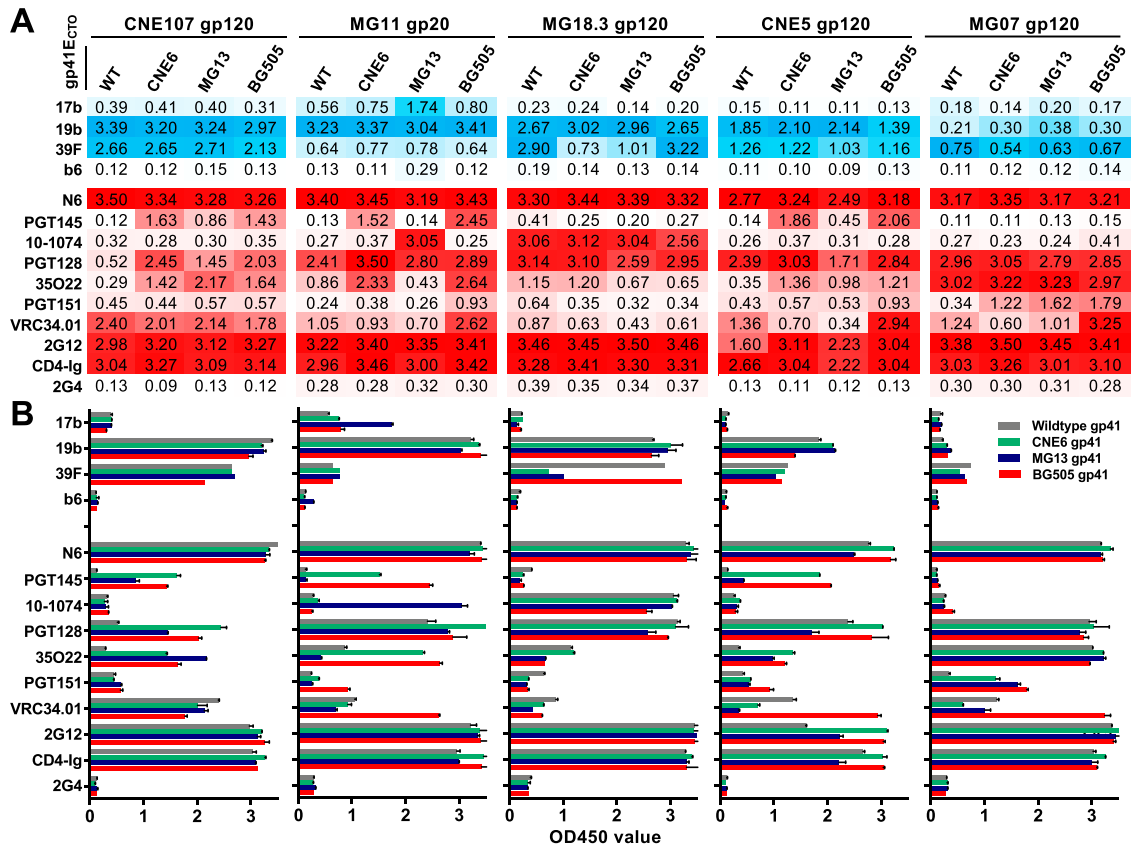 A
CNE107 gp120 MG11 gp20 MG18.3 gp120 CNE5 gp120 MG07 gp120
gp41ECTO WT CNE6 MG13 BG505 WT CNE6 MG13 BG505 WT CNE6 MG13 BG505 WT CNE6 MG13 BG505 WT CNE6 MG13 BG505
17b 0.39 0.41 0.40 0.31 0.56 0.75 1.74 0.80 0.23 0.24 0.14 0.20 0.15 0.11 0.11 0.13 0.18 0.14 0.20 0.17
19b 3.39 3.20 3.24 2.97 3.23 3.37 3.04 3.41 2.67 3.02 2.96 2.65 1.85 2.10 2.14 1.39 0.21 0.30 0.38 0.30
39F 2.66 2.65 2.71 2.13 0.64 0.77 0.78 0.64 2.90 0.73 1.01 3.22 1.26 1.22 1.03 1.16 0.75 0.54 0.63 0.67
b6 0.12 0.12 0.15 0.13 0.13 0.11 0.29 0.12 0.19 0.14 0.13 0.14 0.11 0.10 0.09 0.13 0.11 0.11 0.12 0.14
N6 3.50 3.34 3.28 3.26 3.40 3.45 3.19 3.43 3.30 3.44 3.39 3.32 2.77 3.24 2.49 3.18 3.17 3.35 3.17 3.21
PGT145 0.12 1.63 0.86 1.43 0.13 1.52 0.14 2.45 0.41 0.25 0.20 0.27 0.14 1.86 0.45 2.06 0.11 0.11 0.13 0.15
10-1074 0.32 0.28 0.30 0.35 0.27 0.37 3.05 0.25 3.06 3.12 3.04 2.56 0.26 0.37 0.31 0.28 0.27 0.23 0.24 0.41
PGT128 0.52 2.45 1.45 2.03 2.41 3.50 2.80 2.89 3.14 3.10 2.59 2.95 2.39 3.03 1.71 2.84 2.96 3.05 2.79 2.85
35O22 0.29 1.42 2.17 1.64 0.86 2.33 0.43 2.64 1.15 1.20 0.67 0.65 0.35 1.36 0.98 1.21 3.02 3.22 3.23 2.97
PGT151 0.45 0.44 0.57 0.57 0.24 0.38 0.26 0.93 0.64 0.35 0.32 0.34 0.43 0.57 0.53 0.93 0.34 1.22 1.62 1.79
VRC34.01 2.40 2.01 2.14 1.78 1.05 0.93 0.70 2.62 0.87 0.63 0.43 0.61 1.36 0.70 0.34 2.94 1.24 0.60 1.01 3.25
2G12 2.98 3.20 3.12 3.27 3.22 3.40 3.35 3.41 3.46 3.45 3.50 3.46 1.60 3.11 2.23 3.04 3.38 3.50 3.45 3.41
CD4-Ig 3.04 3.27 3.09 3.14 2.96 3.46 3.00 3.42 3.28 3.41 3.30 3.31 2.66 3.04 2.22 3.04 3.03 3.26 3.01 3.10
2G4 0.13 0.09 0.13 0.12 0.28 0.28 0.32 0.30 0.39 0.35 0.34 0.37 0.13 0.11 0.12 0.13 0.30 0.30 0.31 0.28
B
17b
19b
39F
b6
N6
PGT145
10-1074
PGT128
35O22
PGT151
VRC34.01
2G12
CD4-Ig
2G4
Wildtype gp41
CNE6 gp41
MG13 gp41
BG505 gp41
0 1 2 3 0 1 2 3 0 1 2 3 0 1 2 3 0 1 2 3
OD450 value